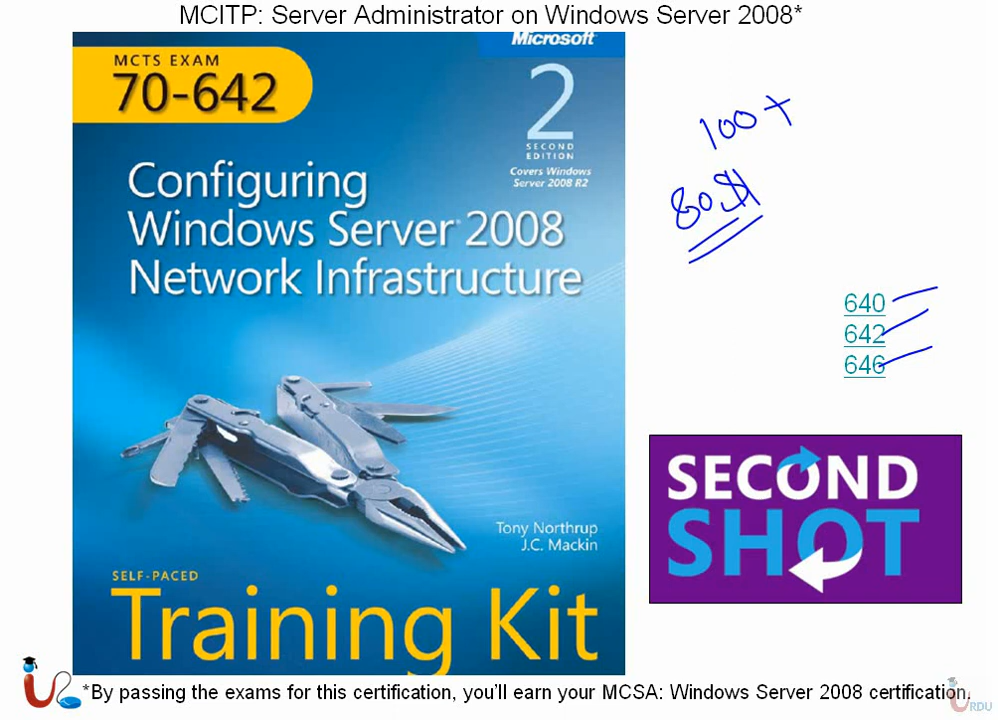 MCITP: Server Administrator on Windows Server 2008*
Microsoft
MCTS EXAM
70-642
2
SECOND
EDITION
Covers Windows
Server 2008 R2
Configuring
Windows Server 2008
Network Infrastructure
100+
80$
640
642
646
SECOND
SHOT
Tony Northrup
J.C. Mackin
SELF-PACED
Training Kit
*By passing the exams for this certification, you'll earn your MCSA: Windows Server 2008 certification.
URDU